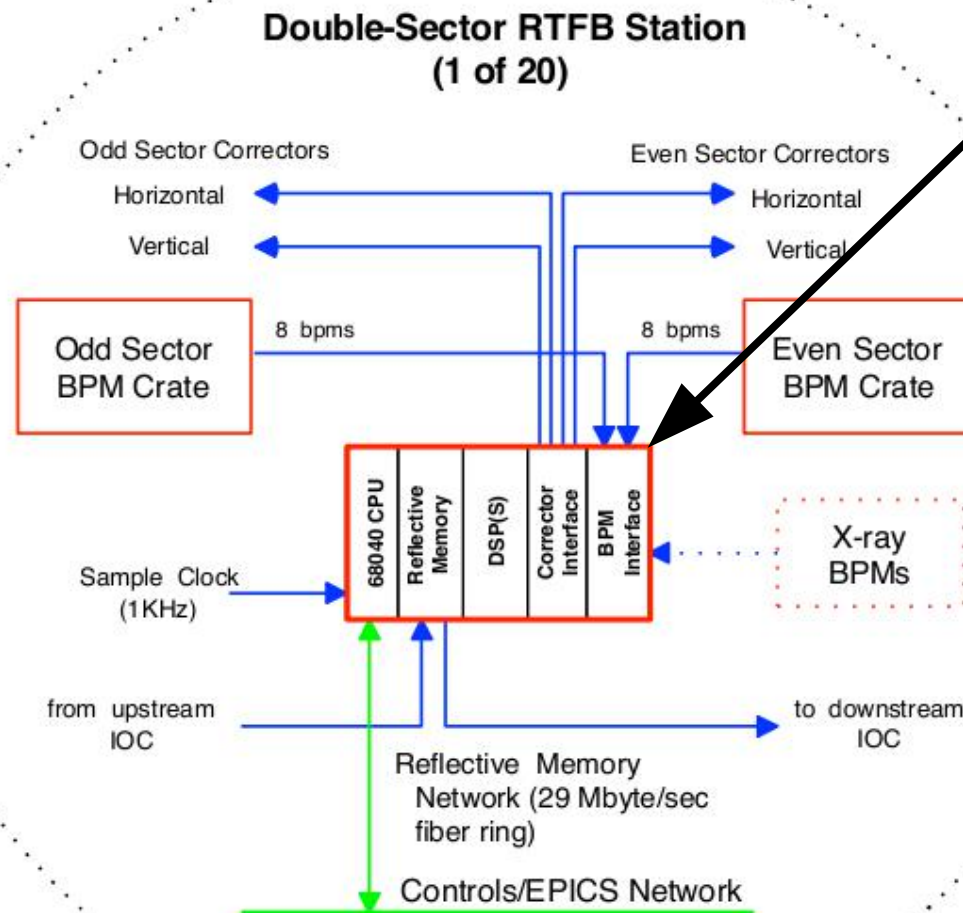 Double-Sector RTFB Station
(1 of 20)
Odd Sector Correctors
Even Sector Correctors
Horizontal
Horizontal
Vertical
Vertical
8 bpms
8 bpms
Odd Sector
BPM Crate
Even Sector
BPM Crate
68040 CPU
Reflective
Memory
DSP(S)
Corrector
Interface
BPM
Interface
X-ray
BPMs
Sample Clock
(1KHz)
from upstream
IOC
to downstream
IOC
Reflective Memory
Network (29 Mbyte/sec
fiber ring)
Controls/EPICS Network